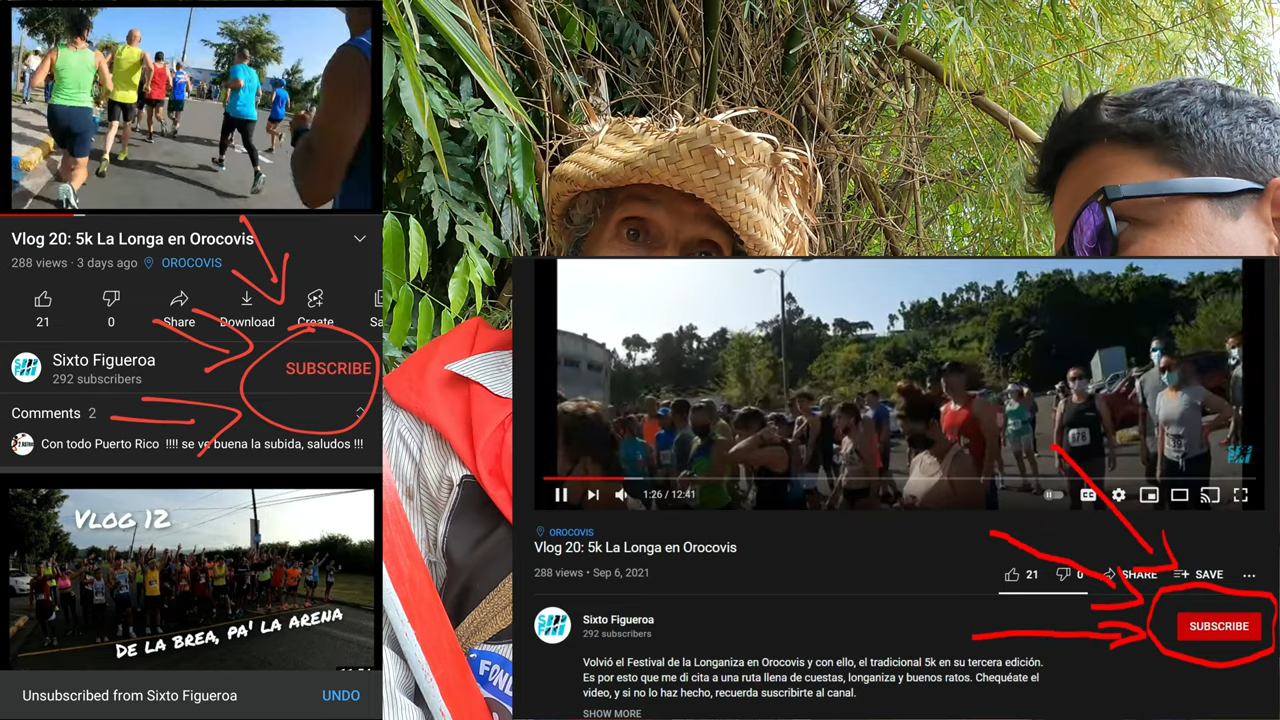 Vlog 20: 5k La Longa en Orocovis
288 views · 3 days ago OROCOVIS
21 0 Share Download Create Sa
Sixto Figueroa
292 subscribers
SUBSCRIBE
Comments 2
Con todo Puerto Rico !!!! se ve buena la subida, saludos !!!
VLOG 12
DE LA BREA, PA' LA ARENA
Unsubscribed from Sixto Figueroa UNDO
678
1:26 / 12:41
CC
OROCOVIS
Vlog 20: 5k La Longa en Orocovis
288 views • Sep 6, 2021
21 0 SHARE SAVE
Sixto Figueroa
292 subscribers
SUBSCRIBE
Volvió el Festival de la Longaniza en Orocovis y con ello, el tradicional 5k en su tercera edición.
Es por esto que me di cita a una ruta llena de cuestas, longaniza y buenos ratos. Chequéate el
video, y si no lo haz hecho, recuerda suscribirte al canal.
SHOW MORE